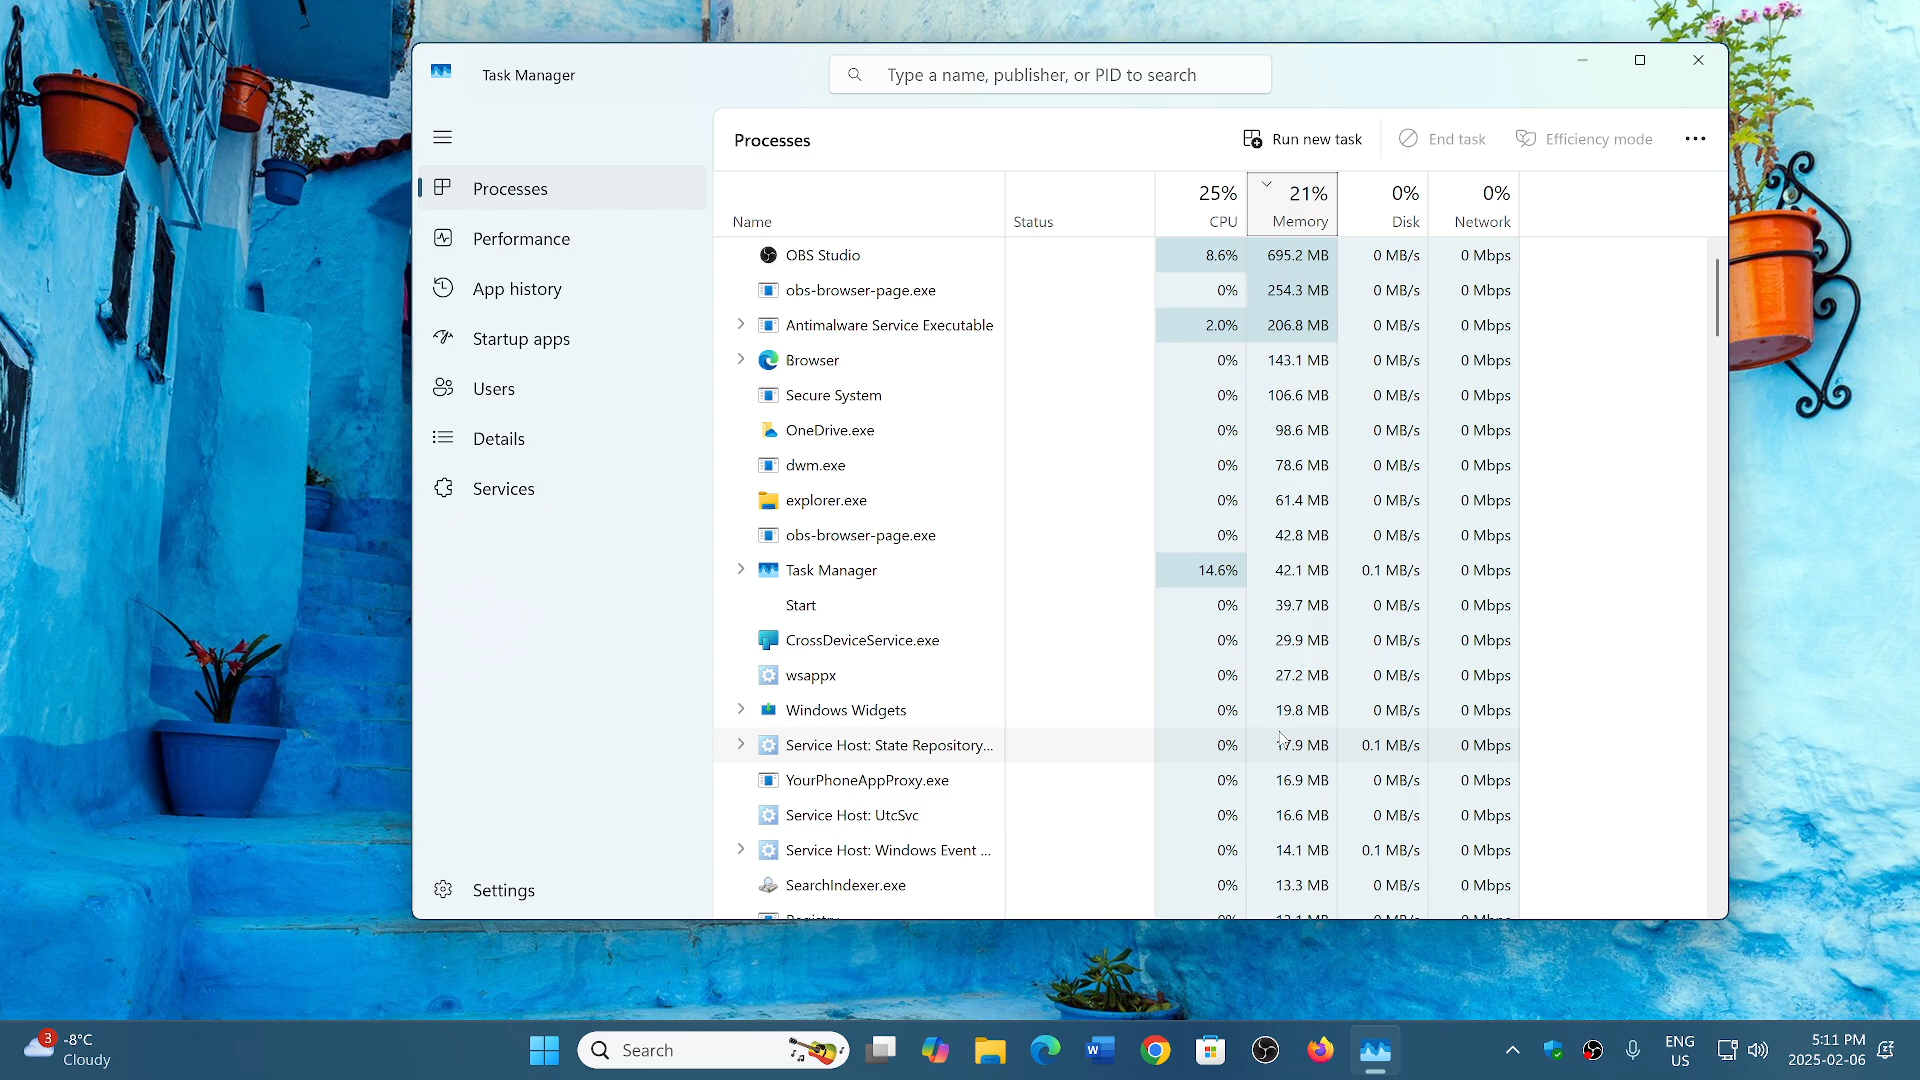 Task Manager
Type a name, publisher, or PID to search
Processes
Performance
App history
Startup apps
Users
Details
Services
Settings
Processes
Run new task
End task
Efficiency mode
Name Status 25% CPU 21% Memory 0% Disk 0% Network
OBS Studio 8.6% 695.2 MB 0 MB/s 0 Mbps
obs-browser-page.exe 0% 254.3 MB 0 MB/s 0 Mbps
Antimalware Service Executable 2.0% 206.8 MB 0 MB/s 0 Mbps
Browser 0% 143.1 MB 0 MB/s 0 Mbps
Secure System 0% 106.6 MB 0 MB/s 0 Mbps
OneDrive.exe 0% 98.6 MB 0 MB/s 0 Mbps
dwm.exe 0% 78.6 MB 0 MB/s 0 Mbps
explorer.exe 0% 61.4 MB 0 MB/s 0 Mbps
obs-browser-page.exe 0% 42.8 MB 0 MB/s 0 Mbps
Task Manager 14.6% 42.1 MB 0.1 MB/s 0 Mbps
Start 0% 39.7 MB 0 MB/s 0 Mbps
CrossDeviceService.exe 0% 29.9 MB 0 MB/s 0 Mbps
wsappx 0% 27.2 MB 0 MB/s 0 Mbps
Windows Widgets 0% 19.8 MB 0 MB/s 0 Mbps
Service Host: State Repository... 0% 17.9 MB 0.1 MB/s 0 Mbps
YourPhoneAppProxy.exe 0% 16.9 MB 0 MB/s 0 Mbps
Service Host: UtcSvc 0% 16.6 MB 0 MB/s 0 Mbps
Service Host: Windows Event ... 0% 14.1 MB 0.1 MB/s 0 Mbps
SearchIndexer.exe 0% 13.3 MB 0 MB/s 0 Mbps
3
-8°C
Cloudy
Search
ENG
US
5:11 PM
2025-02-06